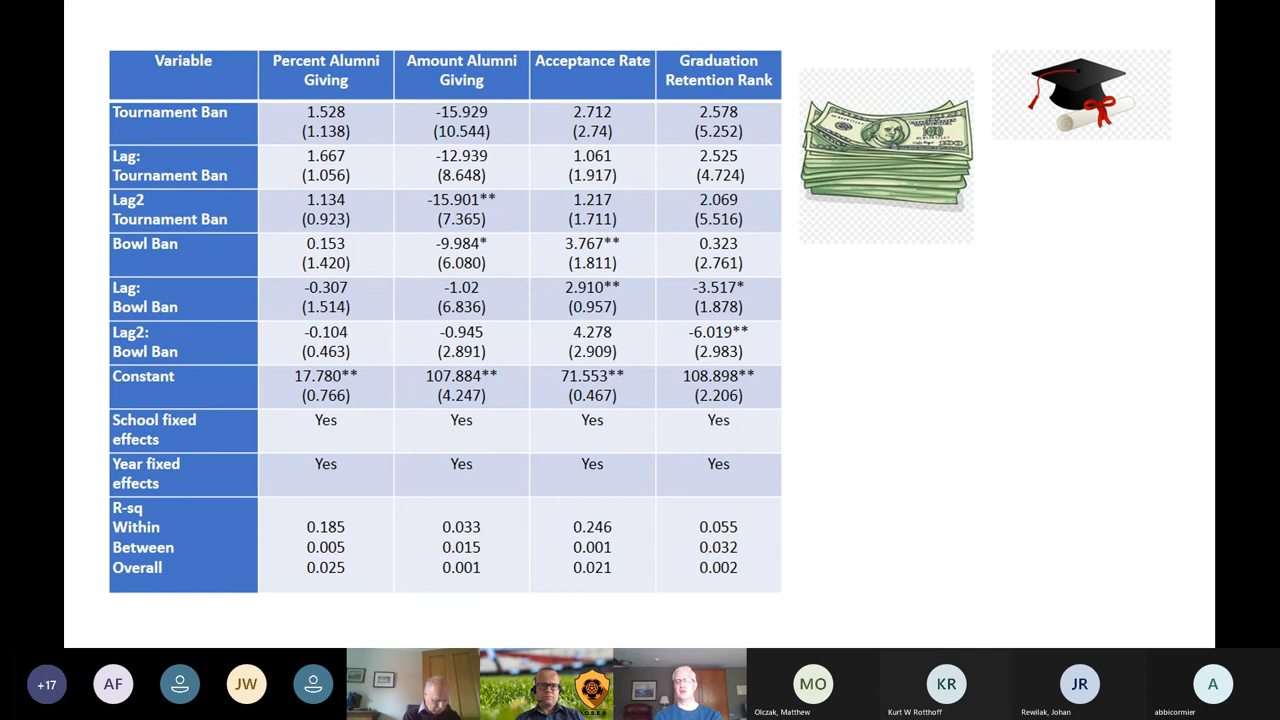 Variable
Percent Alumni Giving
Amount Alumni Giving
Acceptance Rate
Graduation Retention Rank
Tournament Ban 1.528 -15.929 2.712 2.578
(1.138) (10.544) (2.74) (5.252)
Lag: 1.667 -12.939 1.061 2.525
Tournament Ban (1.056) (8.648) (1.917) (4.724)
Lag2 1.134 -15.901** 1.217 2.069
Tournament Ban (0.923) (7.365) (1.711) (5.516)
Bowl Ban 0.153 -9.984* 3.767** 0.323
(1.420) (6.080) (1.811) (2.761)
Lag: -0.307 -1.02 2.910** -3.517*
Bowl Ban (1.514) (6.836) (0.957) (1.878)
Lag2: -0.104 -0.945 4.278 -6.019**
Bowl Ban (0.463) (2.891) (2.909) (2.983)
Constant 17.780** 107.884** 71.553** 108.898**
(0.766) (4.247) (0.467) (2.206)
School fixed Yes Yes Yes Yes
effects
Year fixed Yes Yes Yes Yes
effects
R-sq
Within 0.185 0.033 0.246 0.055
Between 0.005 0.015 0.001 0.032
Overall 0.025 0.001 0.021 0.002
+17
AF
JW
MO
Olczak, Matthew
KR
Kurt W Rotthoff
JR
Rewilak, Johan
A
abbicormier